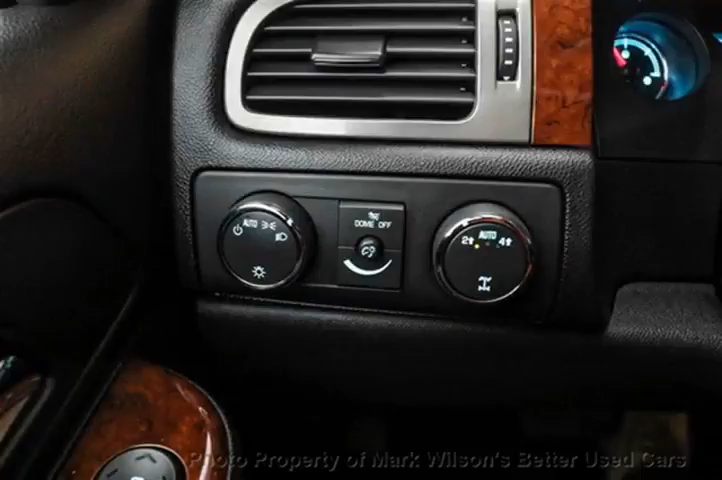 AUTO
DOME OFF
2 AUTO 4
Photo Property of Mark Wilson's Better Used Cars